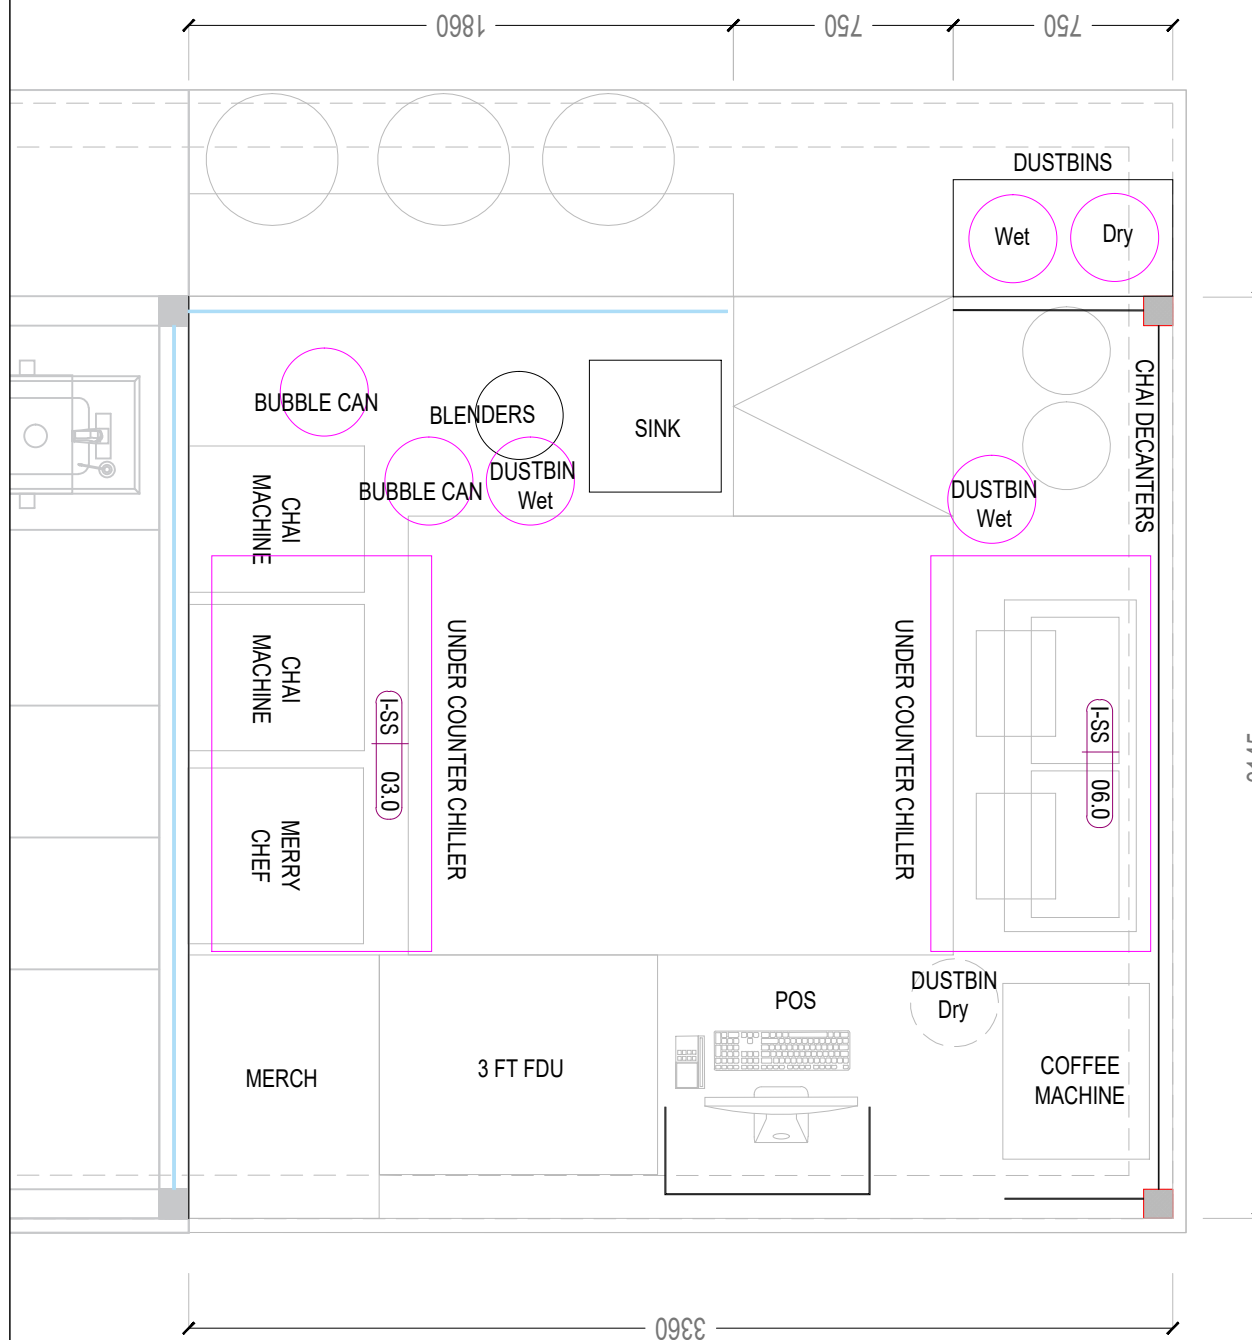 1860
750
750
DUSTBINS
Wet
Dry
BUBBLE CAN
BLENDERS
SINK
CHAI DECANTERS
BUBBLE CAN
DUSTBIN
Wet
DUSTBIN
Wet
CHAI
MACHINE
CHAI
MACHINE
MERRY
CHEF
I-SS
03.0
UNDER COUNTER CHILLER
UNDER COUNTER CHILLER
I-SS
06.0
DUSTBIN
Dry
POS
MERCH
3 FT FDU
COFFEE
MACHINE
3360